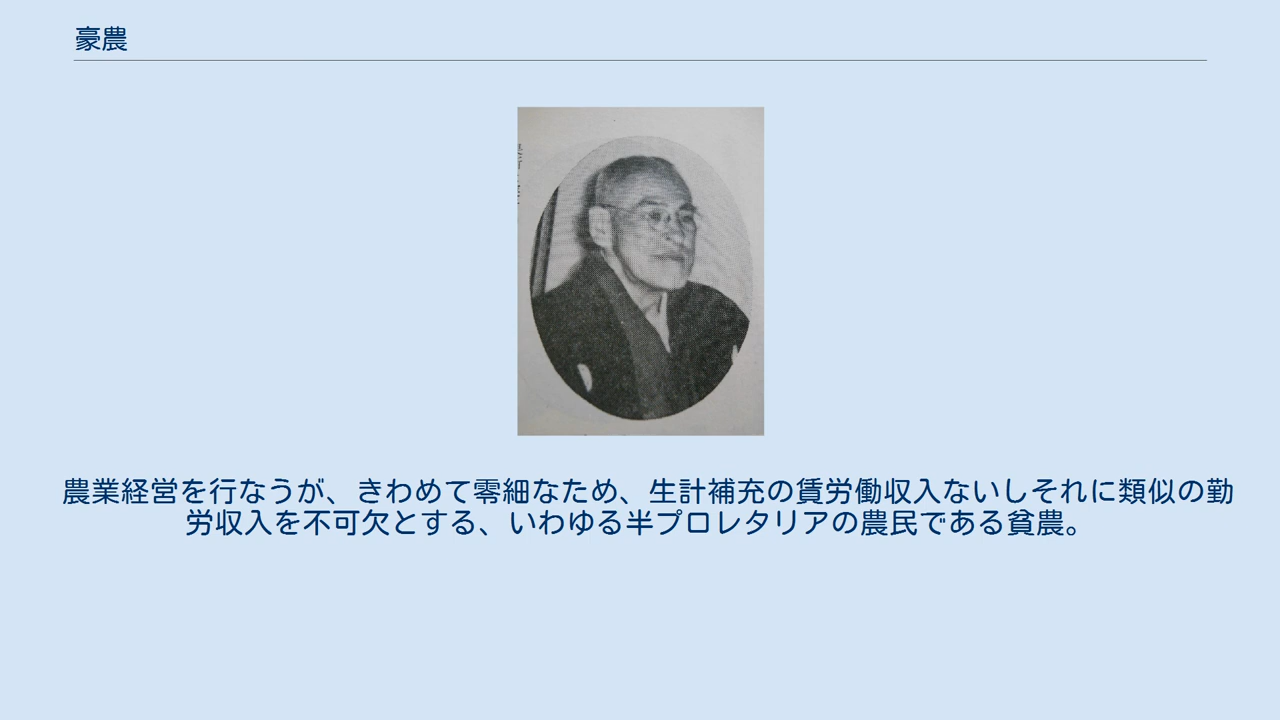 豪農
農業経営を行なうが、きわめて零細なため、生計補充の賃労働収入ないしそれに類似の勤
労収入を不可欠とする、いわゆる半プロレタリアの農民である貧農。